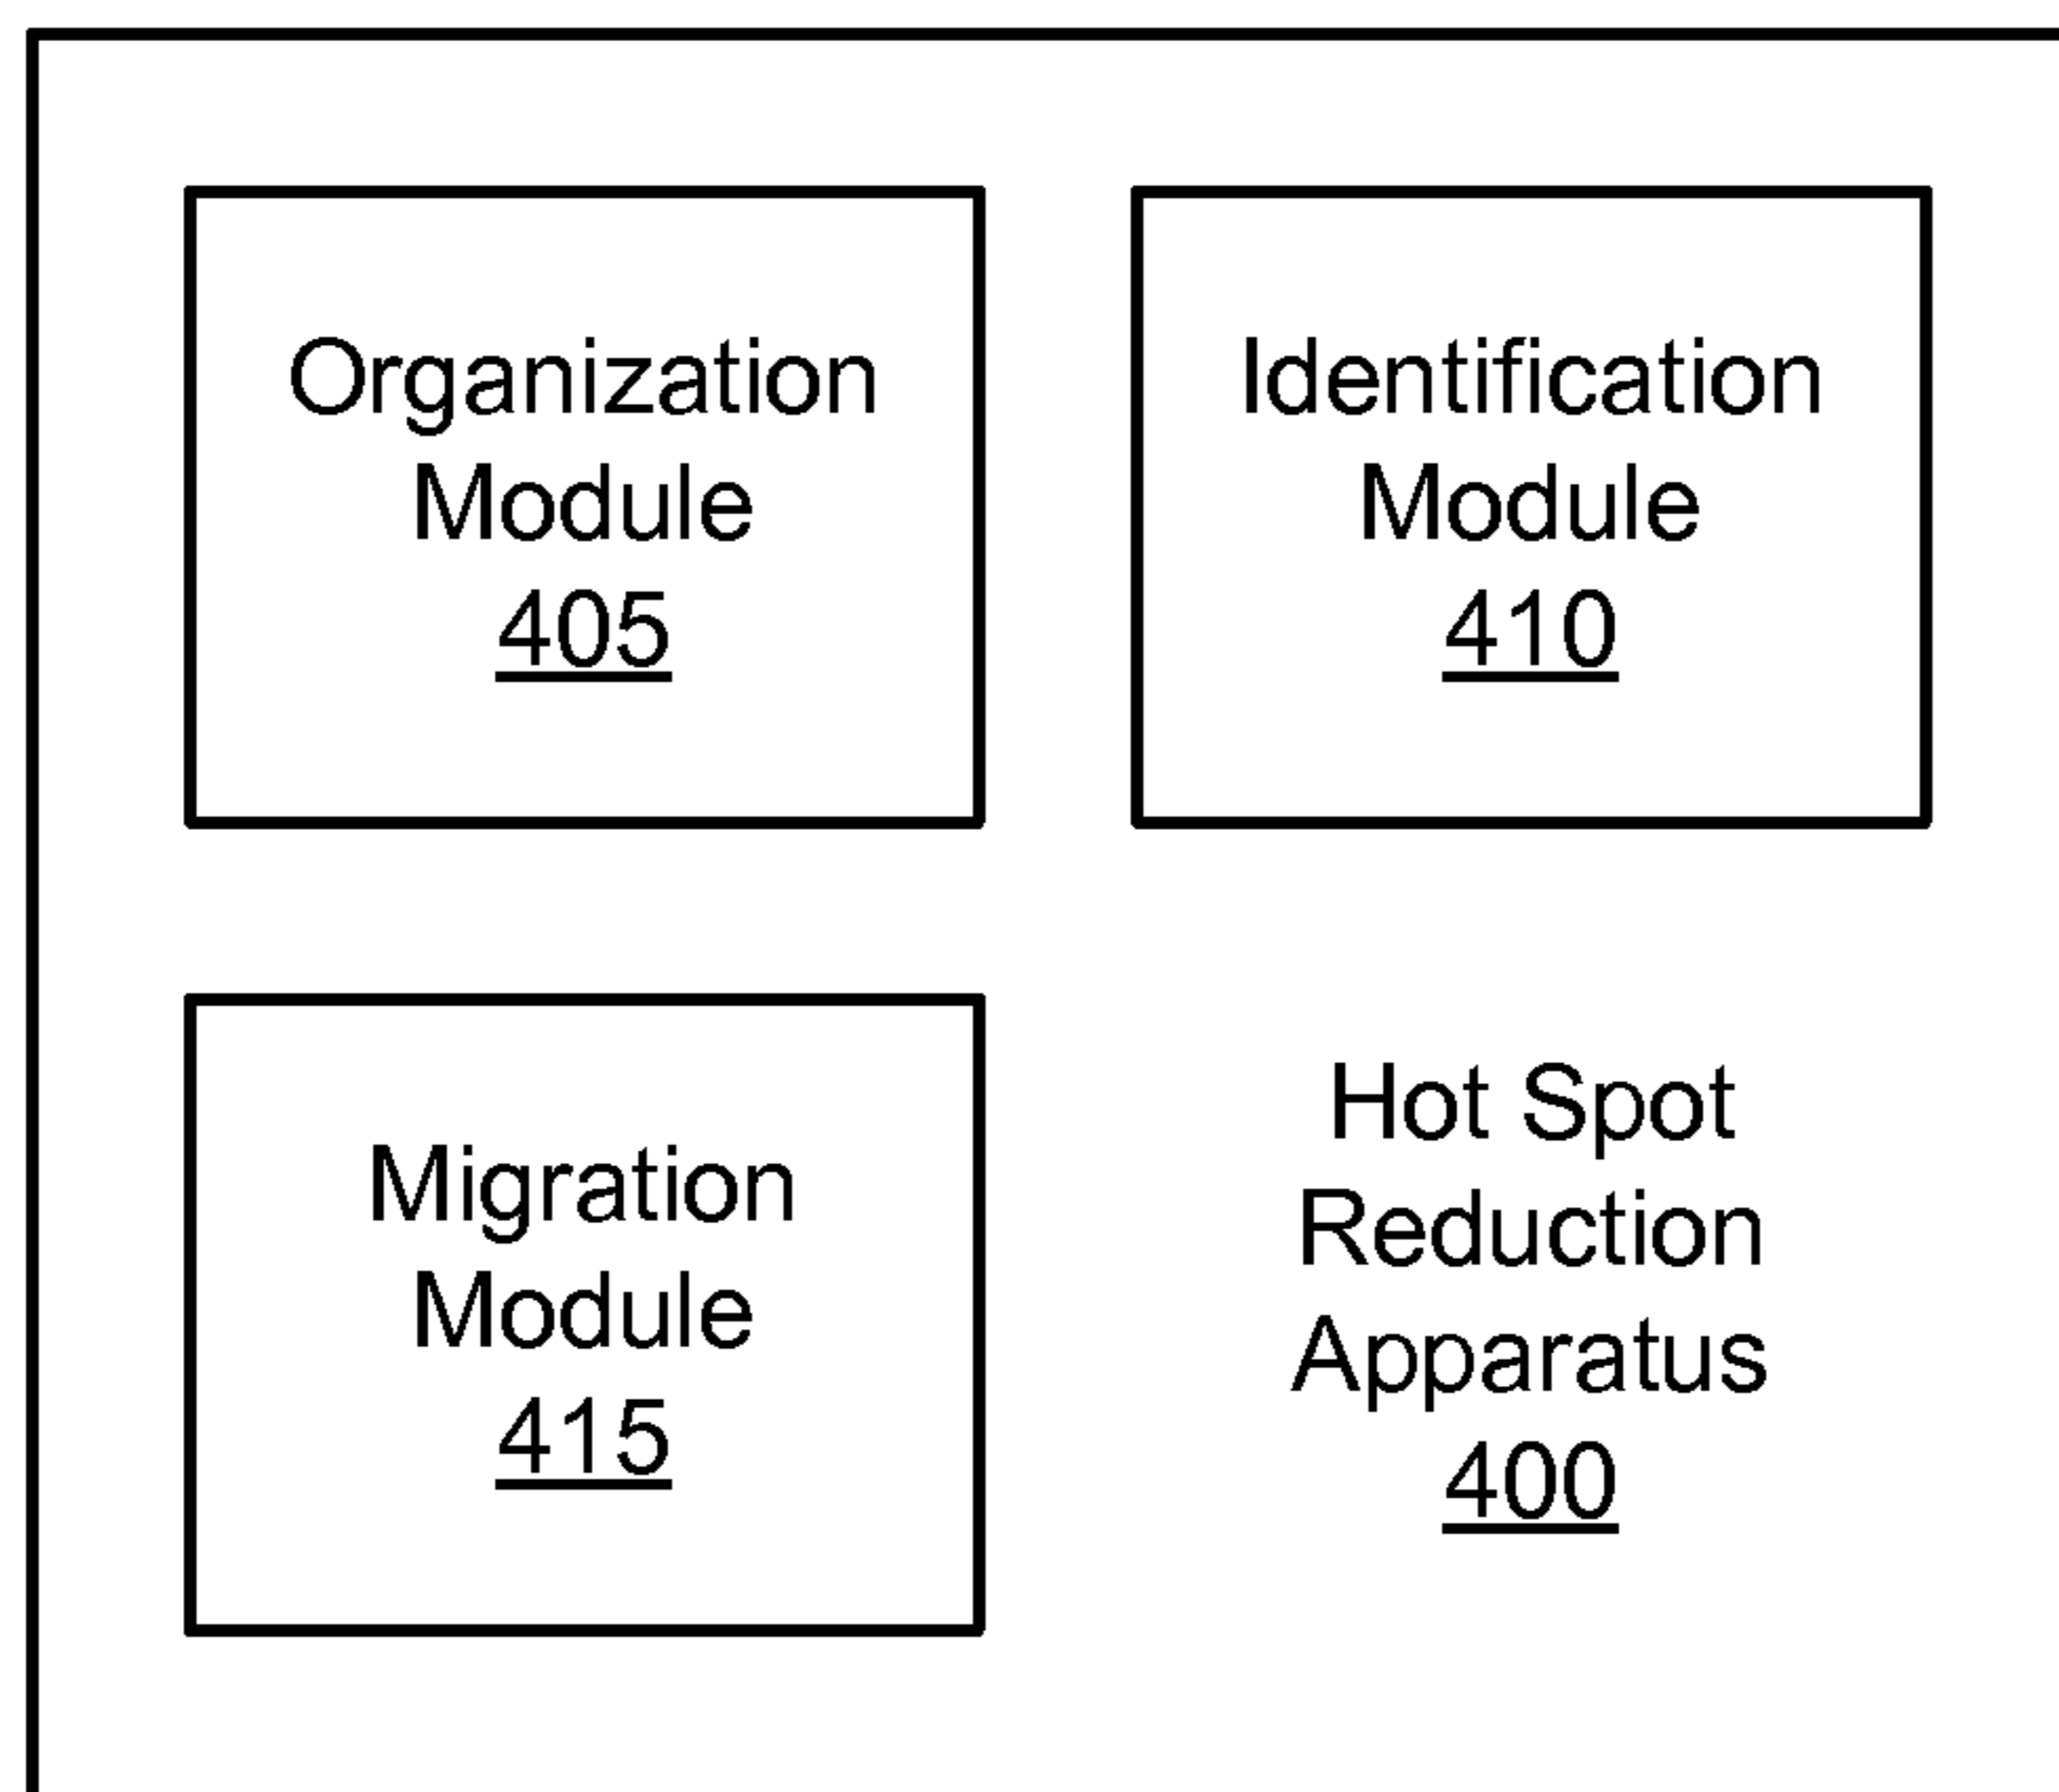 Organization
Module
405
Identification
Module
410
Migration
Module
415
Hot Spot
Reduction
Apparatus
400